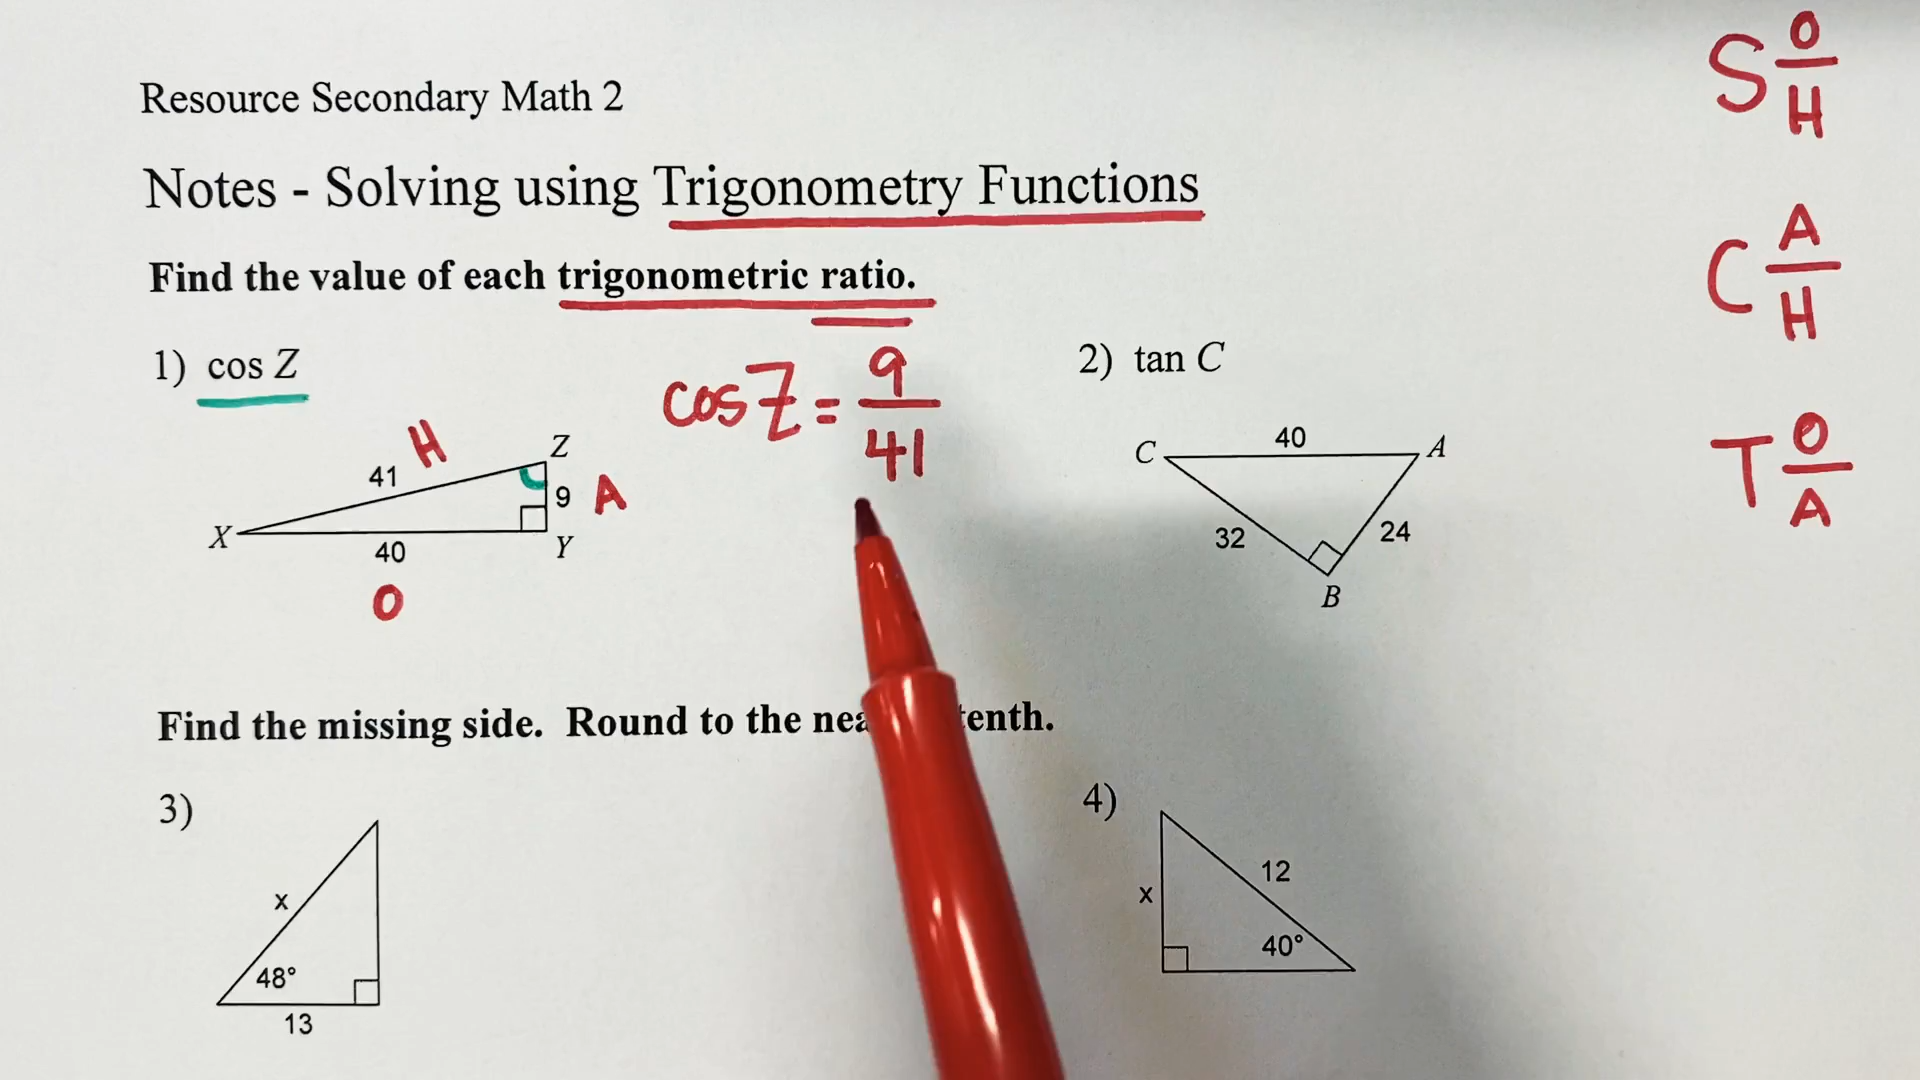 Resource Secondary Math 2
Notes - Solving using Trigonometry Functions
Find the value of each trigonometric ratio.
1) cos Z
cos Z = 9/41
X
Z
Y
41
H
9
A
40
O
2) tan C
C
A
B
40
32
24
S O/H
C A/H
T O/A
Find the missing side. Round to the
3)
x
48°
13
4)
x
12
40°